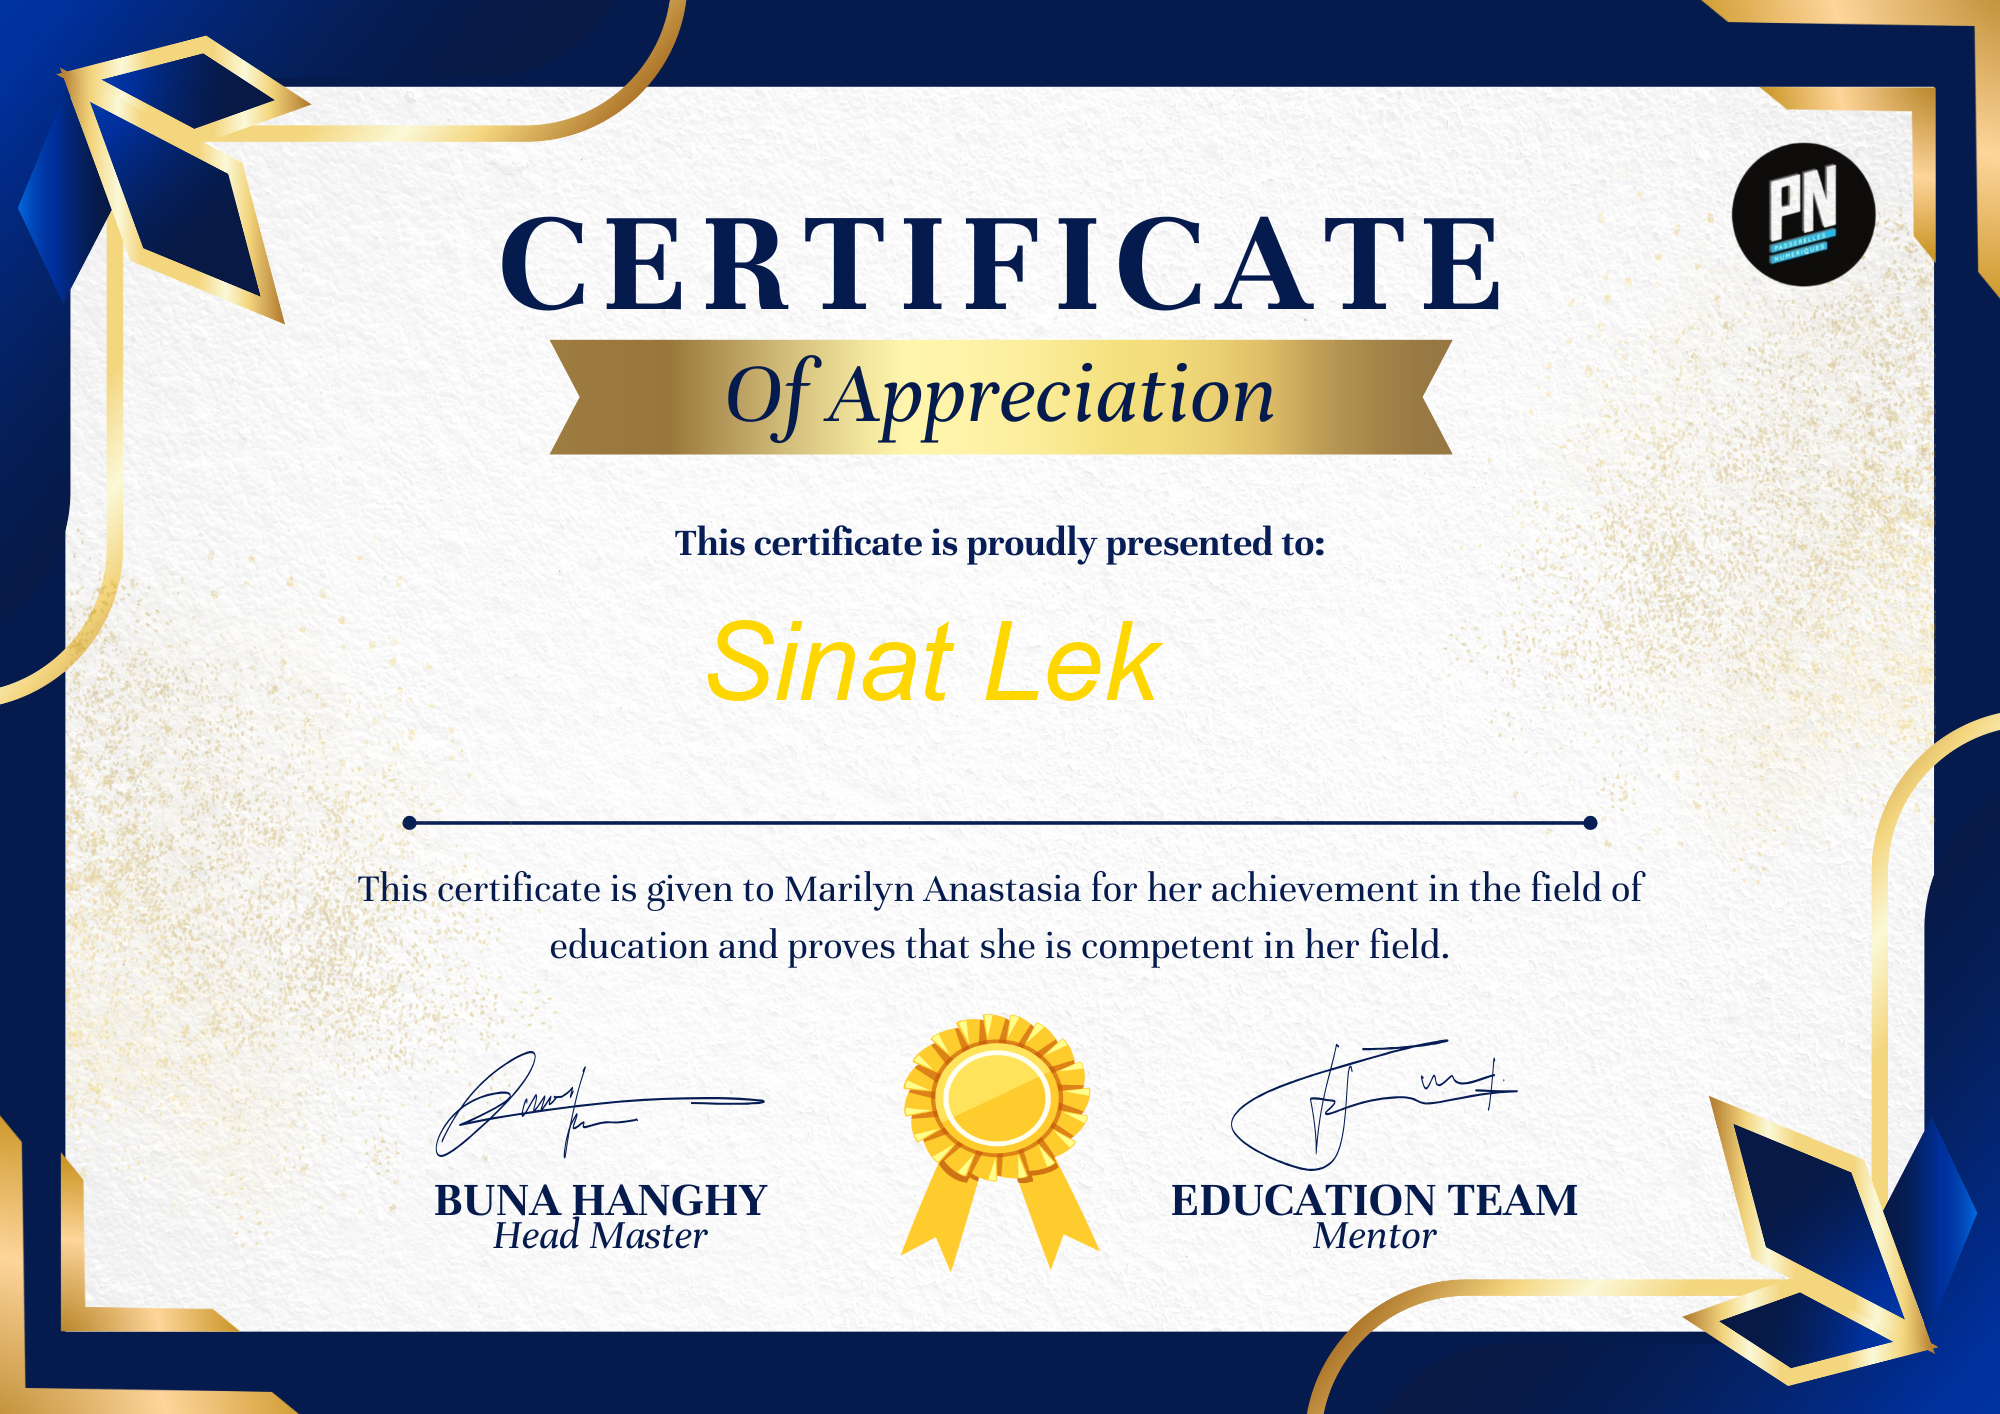 PN
PASSERELLES
NUMERIQUES
CERTIFICATE
Of Appreciation
This certificate is proudly presented to:
Sinat Lek
This certificate is given to Marilyn Anastasia for her achievement in the field of
education and proves that she is competent in her field.
BUNA HANGHY
Head Master
EDUCATION TEAM
Mentor